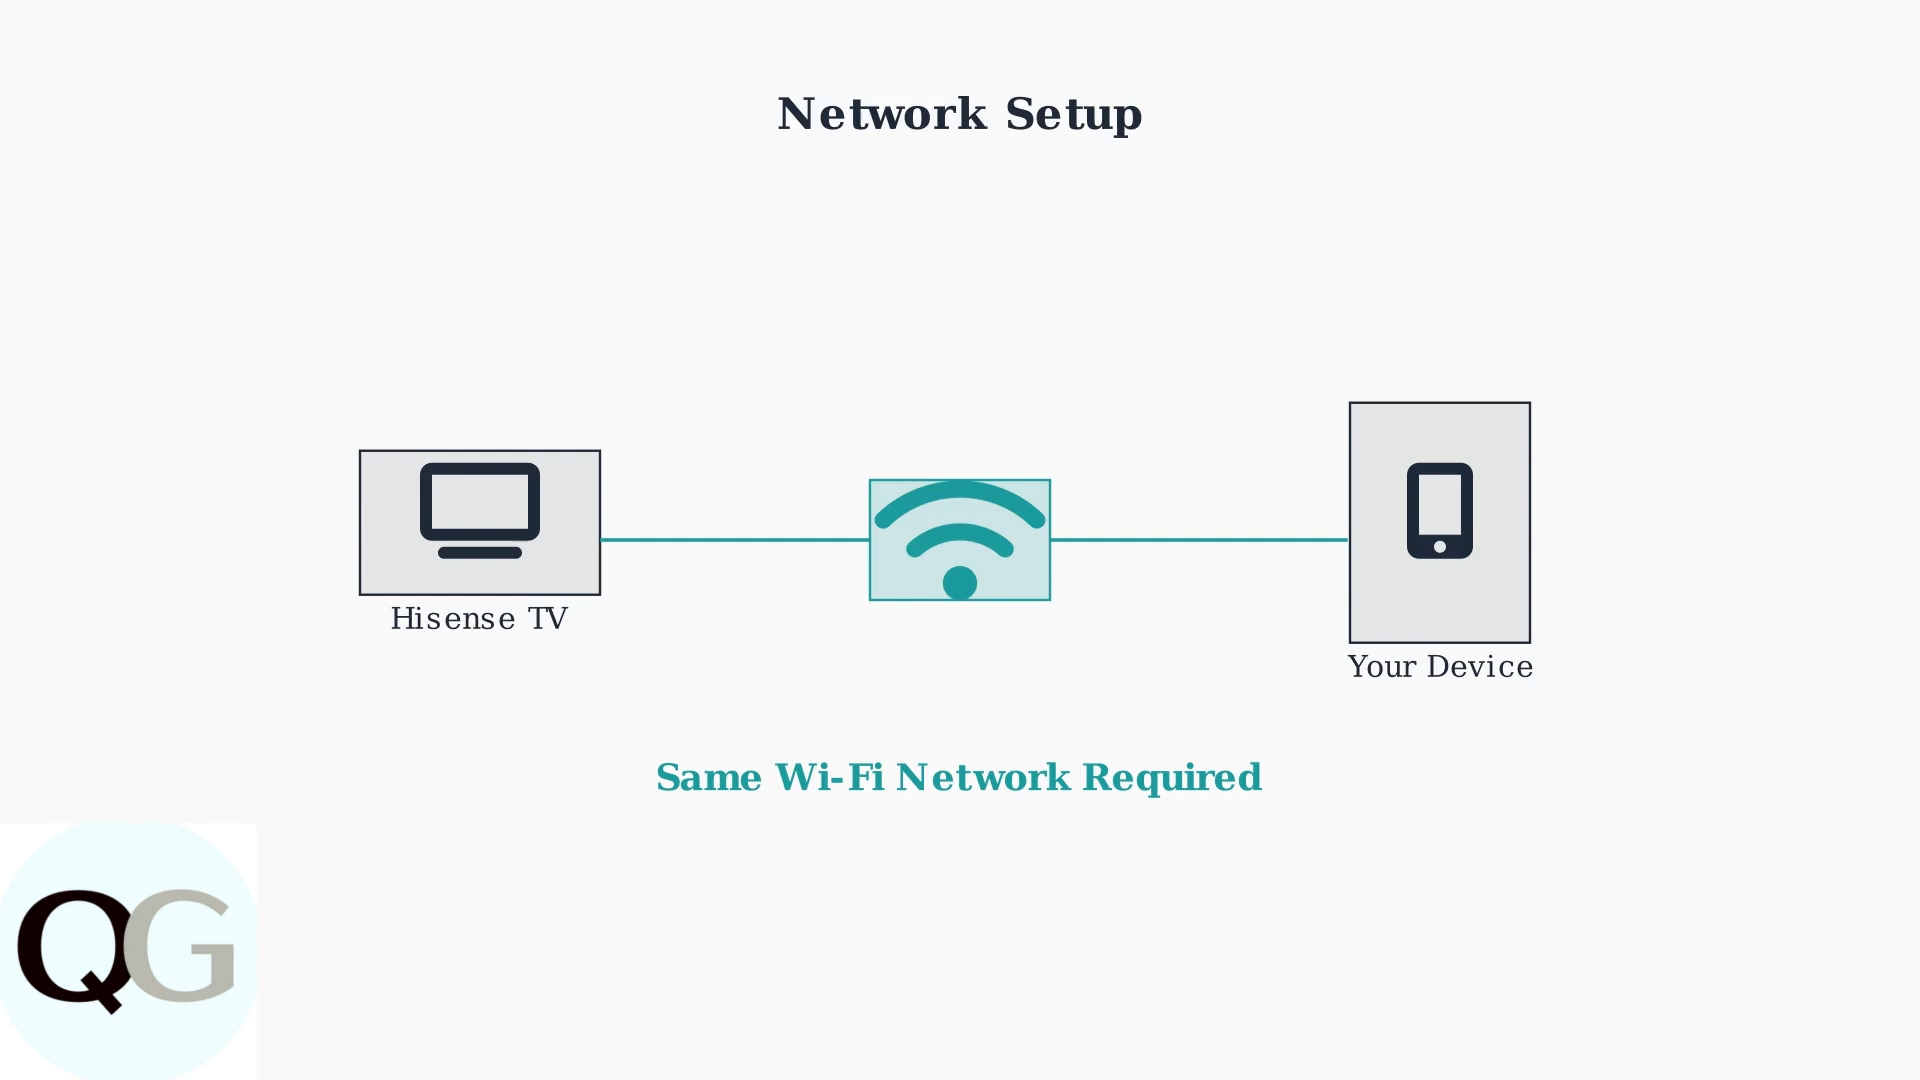 Network Setup
Hisense TV
Your Device
Same Wi-Fi Network Required
QG